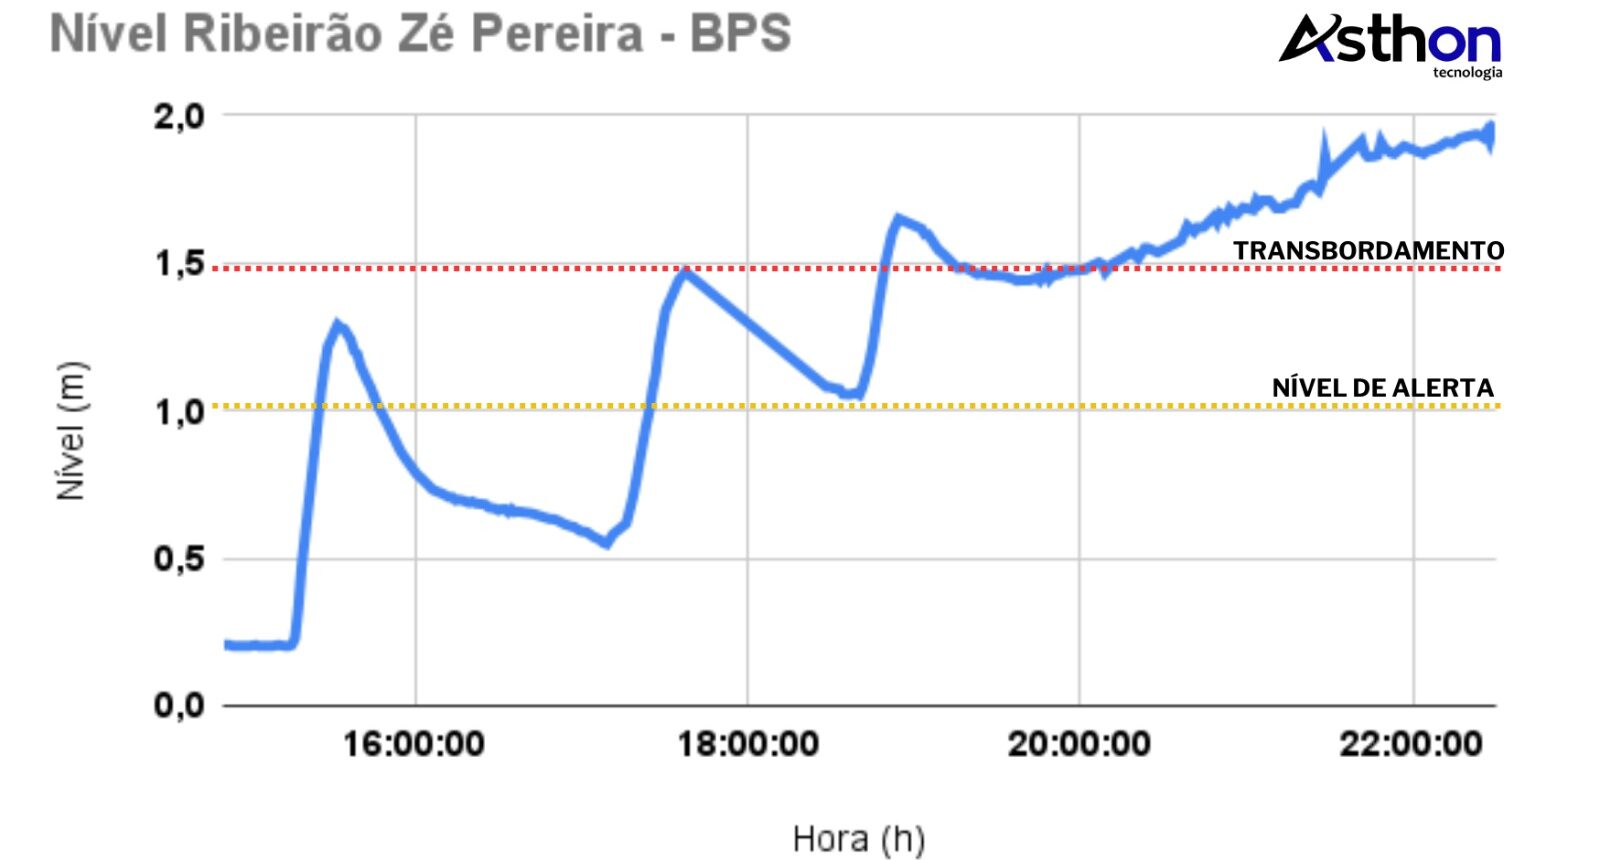 Nível Ribeirão Zé Pereira - BPS
Asthon
tecnologia
2,0
1,5
1,0
0,5
0,0
TRANSBORDAMENTO
NÍVEL DE ALERTA
Nível (m)
16:00:00 18:00:00 20:00:00 22:00:00
Hora (h)